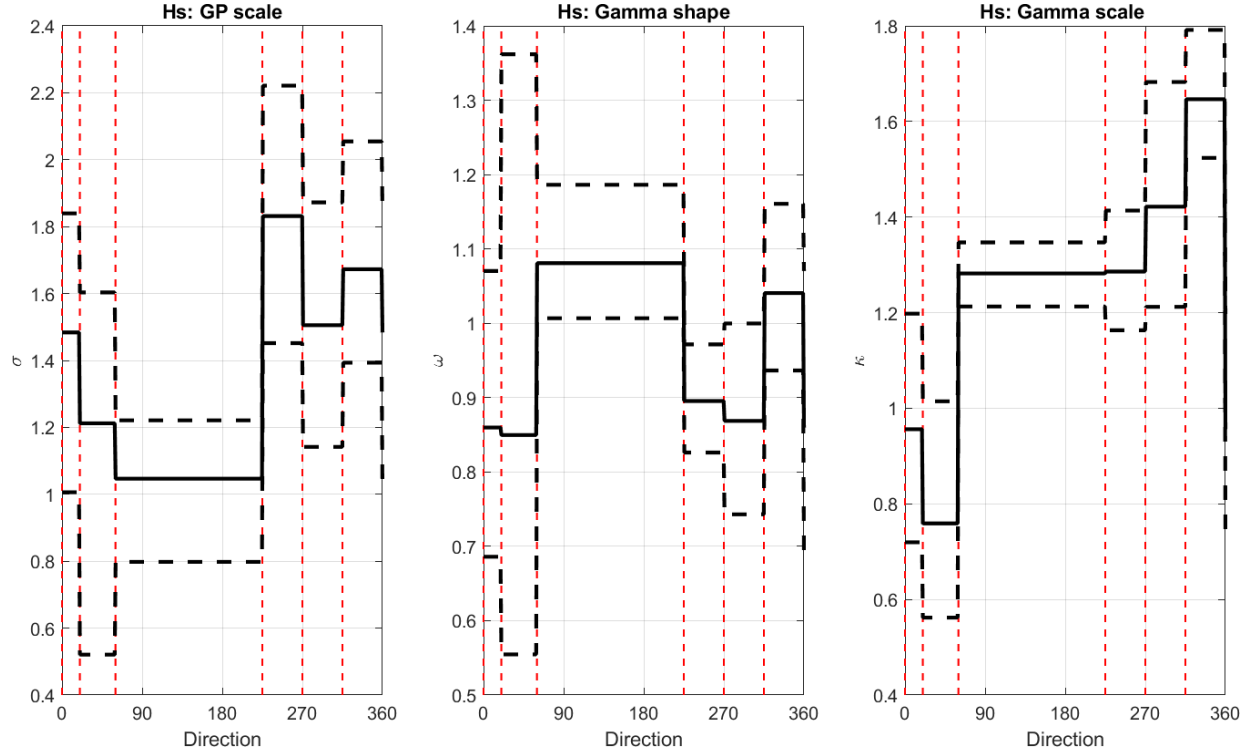 Hs: GP scale
2.4
2.2
2
1.8
1.6
1.4
1.2
1
0.8
0.6
0.4
σ
0 90 180 270 360
Direction
Hs: Gamma shape
1.4
1.3
1.2
1.1
1
0.9
0.8
0.7
0.6
0.5
ω
0 90 180 270 360
Direction
Hs: Gamma scale
1.8
1.6
1.4
1.2
1
0.8
0.6
0.4
κ
0 90 180 270 360
Direction